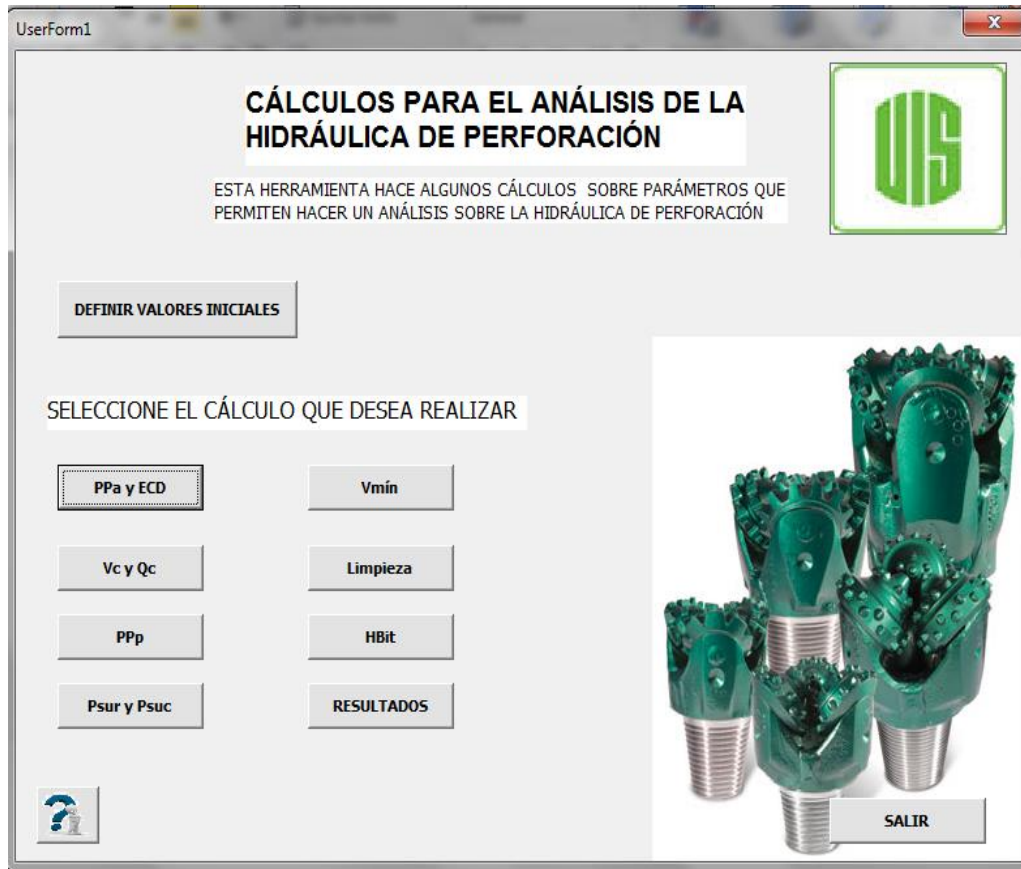 UserForm1
CÁLCULOS PARA EL ANÁLISIS DE LA
HIDRÁULICA DE PERFORACIÓN
UIS
ESTA HERRAMIENTA HACE ALGUNOS CÁLCULOS SOBRE PARÁMETROS QUE
PERMITEN HACER UN ANÁLISIS SOBRE LA HIDRÁULICA DE PERFORACIÓN
DEFINIR VALORES INICIALES
SELECCIONE EL CÁLCULO QUE DESEA REALIZAR
PPa y ECD
Vmín
Vc y Qc
Limpieza
PPp
HBit
Psur y Psuc
RESULTADOS
?
SALIR